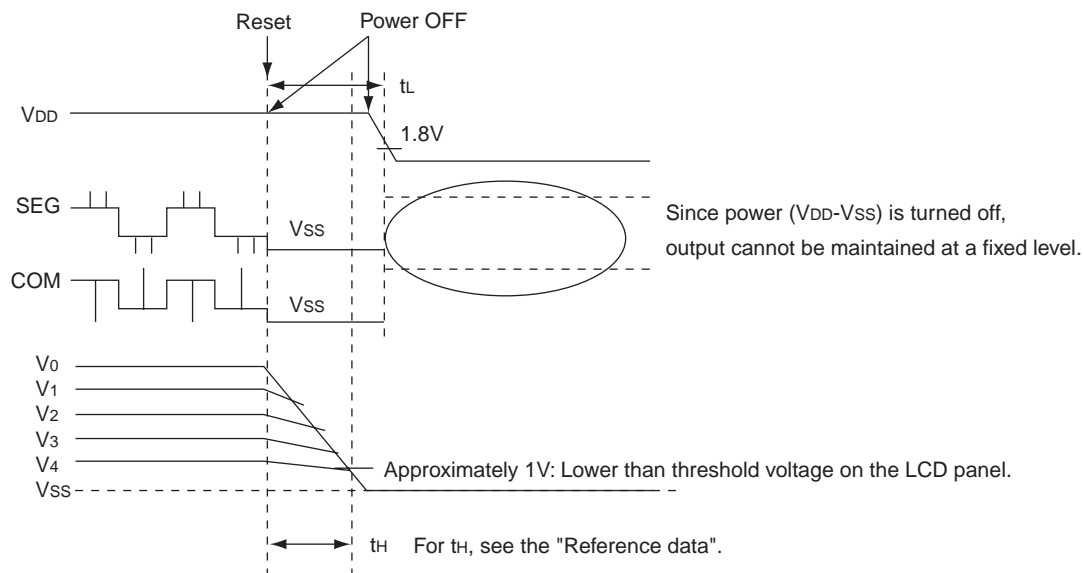 Reset
Power OFF
tL
VDD
1.8V
SEG
VSS
Since power (VDD-VSS) is turned off,
output cannot be maintained at a fixed level.
COM
VSS
V0
V1
V2
V3
V4
Approximately 1V: Lower than threshold voltage on the LCD panel.
VSS
tH
For tH, see the "Reference data".